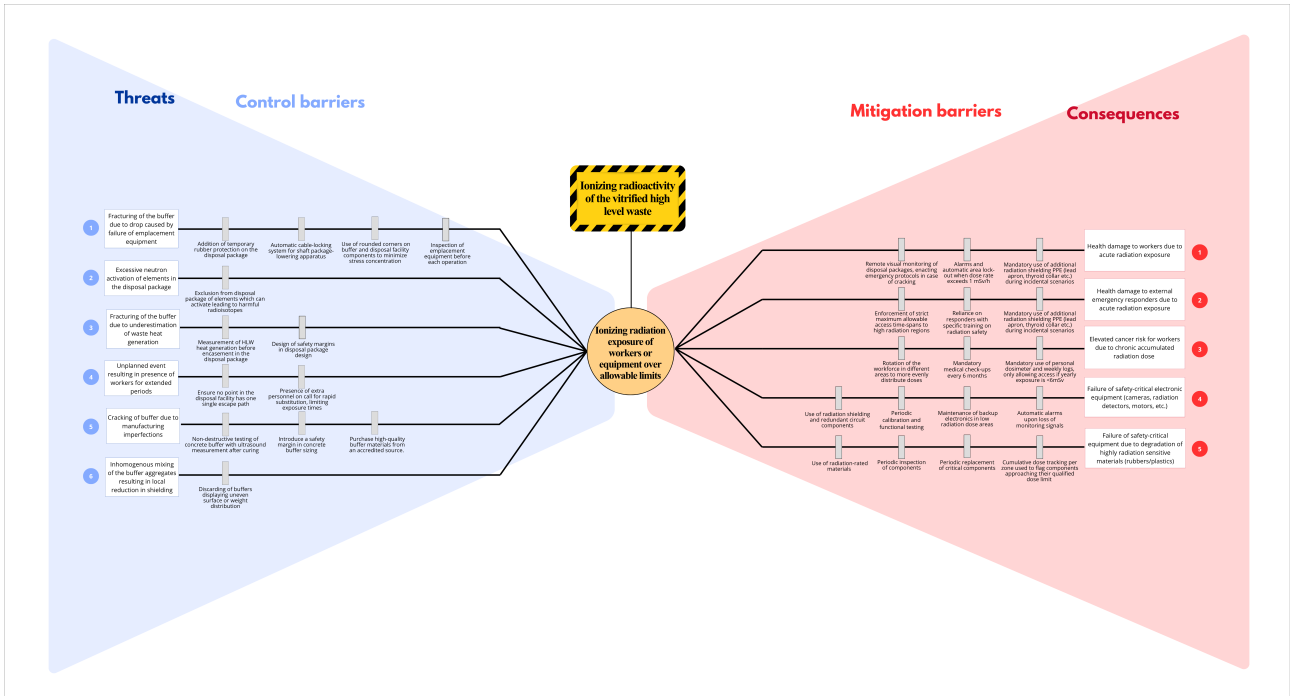 Threats
Control barriers
Mitigation barriers
Consequences
Ionizing radioactivity
of the vitrified high
level waste
Ionizing radiation
exposure of
workers or
equipment over
allowable limits
1
Fracturing of the buffer
due to drop caused by
failure of emplacement
equipment
Addition of temporary
rubber protection on the
disposal package
Automatic cable-locking
system for shaft package-
lowering apparatus
Use of rounded corners on
buffer and disposal facility
components to minimize
stress concentration
Inspection of
emplacement
equipment before
each operation
2
Excessive neutron
activation of elements in
the disposal package
Exclusion from disposal
package of elements which can
activate leading to harmful
radioisotopes
3
Fracturing of the buffer
due to underestimation
of waste heat
generation
Measurement of HLW
heat generation before
encasement in the
disposal package
Design of safety margins
in disposal package
design
4
Unplanned event
resulting in presence of
workers for extended
periods
Ensure no point in the
disposal facility has one
single escape path
Presence of extra
personnel on call for rapid
substitution, limiting
exposure times
5
Cracking of buffer due to
manufacturing
imperfections
Non-destructive testing of
concrete buffer with ultrasound
measurement after curing
Introduce a safety
margin in concrete
buffer sizing
Purchase high-quality
buffer materials from
an accredited source.
6
Inhomogenous mixing
of the buffer aggregates
resulting in local
reduction in shielding
Discarding of buffers
displaying uneven
surface or weight
distribution
Remote visual monitoring of
disposal packages, enabling
emergency protocols in case
of cracking
Alarms and
automatic area lock-
out when dose rate
exceeds 1 mSv/h
Mandatory use of additional
radiation shielding PPE (lead
apron, thyroid collar etc.)
during incidental scenarios
Health damage to workers due to
acute radiation exposure
1
Enforcement of strict
maximum allowable
access time-spans to
high radiation regions
Reliance on
responders with
specific training on
radiation safety
Mandatory use of additional
radiation shielding PPE (lead
apron, thyroid collar etc.)
during incidental scenarios
Health damage to external
emergency responders due to
acute radiation exposure
2
Rotation of the
workforce in different
areas to more evenly
distribute doses
Mandatory
medical check-ups
every 6 months
Mandatory use of personal
dosimeter and weekly logs,
only allowing access if yearly
exposure is <6mSv
Elevated cancer risk for workers
due to chronic accumulated
radiation dose
3
Use of radiation shielding
and redundant circuit
components
Periodic
calibration and
functional testing
Maintenance of backup
electronics in low
radiation dose areas
Automatic alarms
upon loss of
monitoring signals
Failure of safety-critical electronic
equipment (cameras, radiation
detectors, motors, etc.)
4
Use of radiation-rated
materials
Periodic inspection
of components
Periodic replacement
of critical components
Cumulative dose tracking per
zone used to flag components
approaching their qualified
dose limit
Failure of safety-critical
equipment due to degradation of
highly radiation sensitive
materials (rubbers/plastics)
5